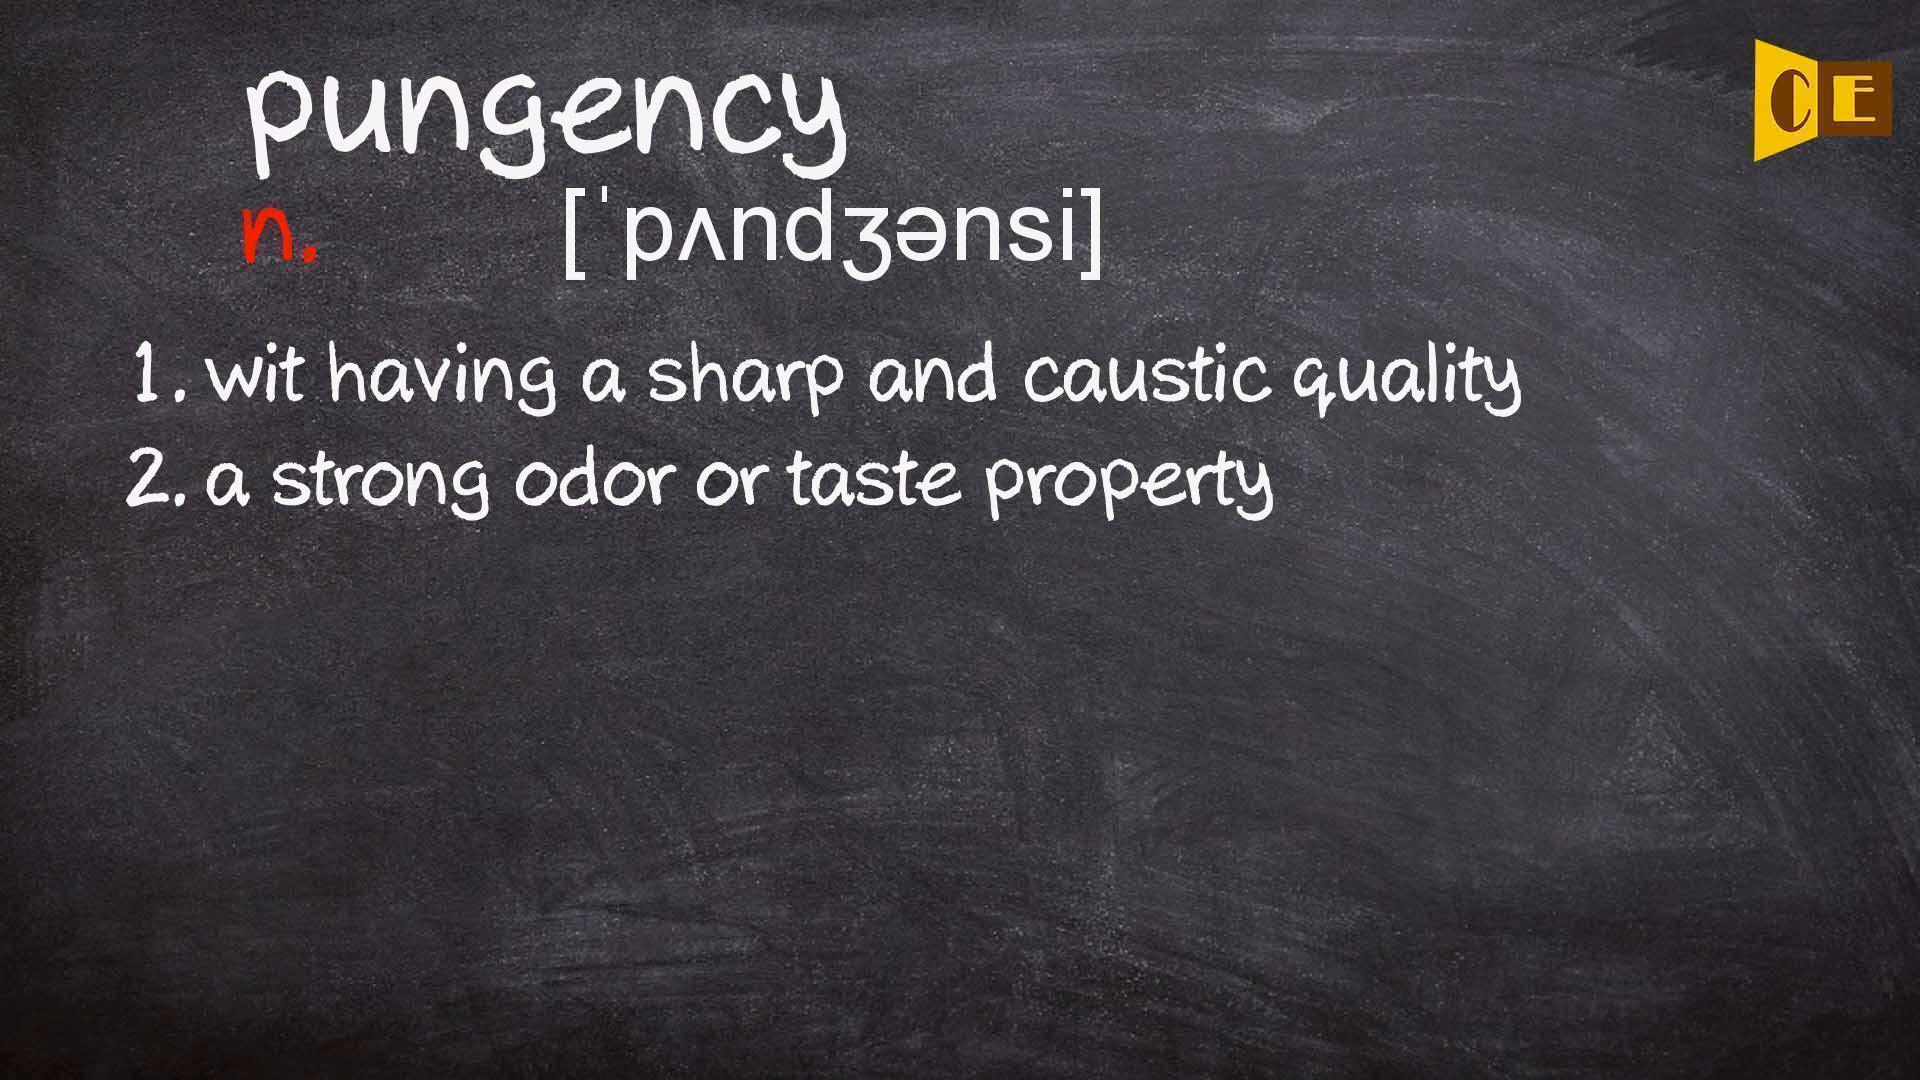 pungency
n. [ˈpʌndʒənsi]
1. wit having a sharp and caustic quality
2. a strong odor or taste property
CE